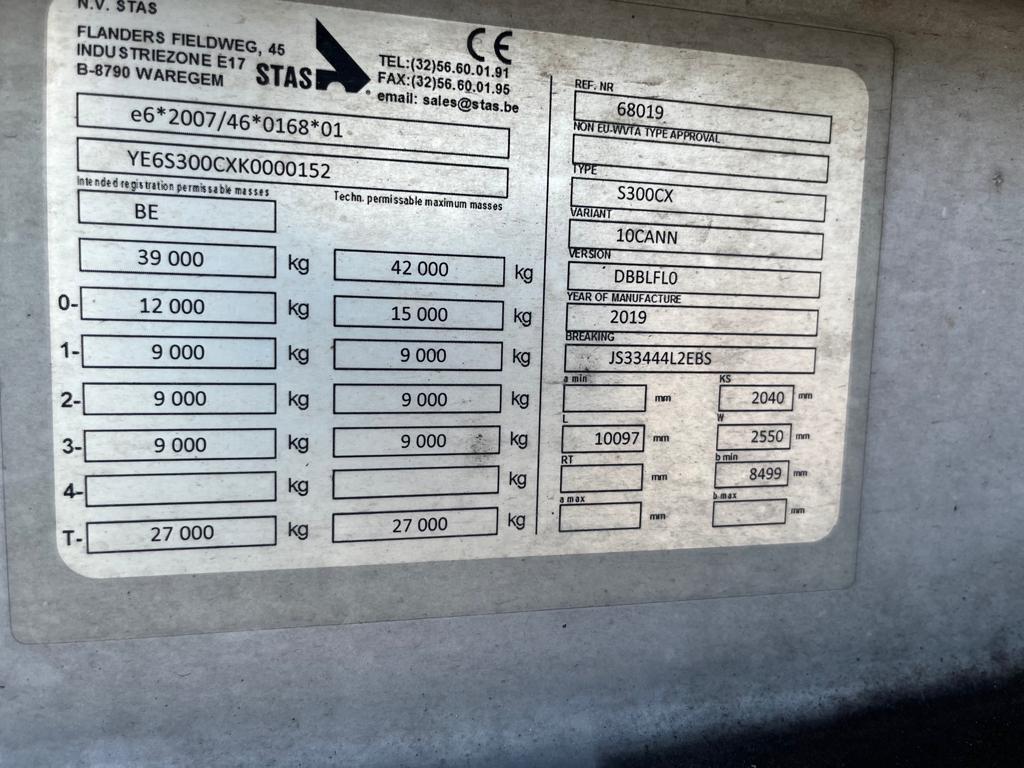 N.V. STAS
FLANDERS FIELDWEG, 45
INDUSTRIEZONE E17
B-8790 WAREGEM
STAS
CE
TEL:(32)56.60.01.91
FAX:(32)56.60.01.95
email: sales@stas.be
e6*2007/46*0168*01
YE6S300CXK0000152
Intended registration permissable masses
Techn. permissable maximum masses
BE
39 000 kg 42 000 kg
0- 12 000 kg 15 000 kg
1- 9 000 kg 9 000 kg
2- 9 000 kg 9 000 kg
3- 9 000 kg 9 000 kg
4- kg kg
T- 27 000 kg 27 000 kg
REF. NR
68019
NON EU-WVTA TYPE APPROVAL
TYPE
S300CX
VARIANT
10CANN
VERSION
DBBLFL0
YEAR OF MANUFACTURE
2019
BREAKING
JS33444L2EBS
a min KS
mm 2040 mm
L W
10097 mm 2550 mm
RT b min
mm 8499 mm
a max b max
mm mm